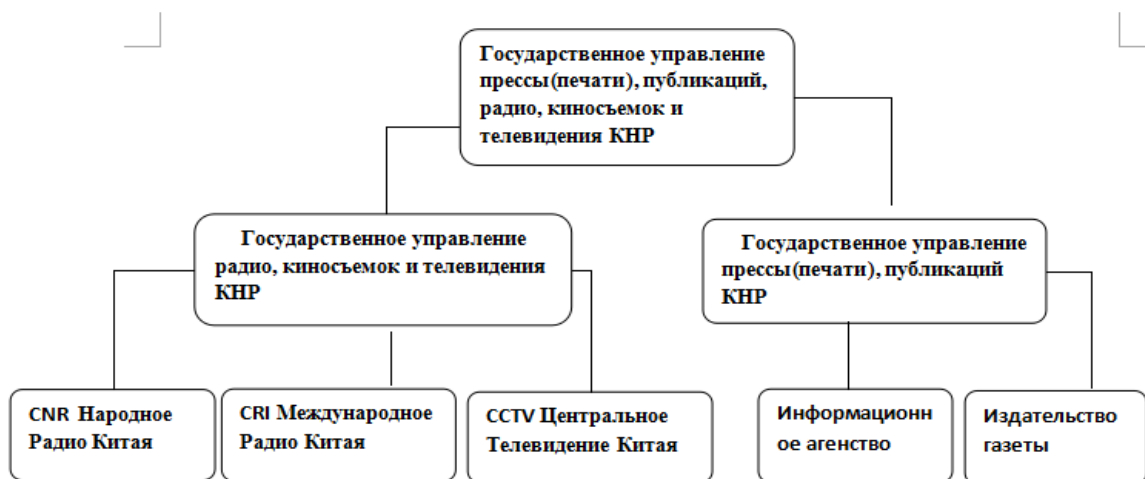 Государственное управление
прессы(печати), публикаций,
радио, киносъемок и
телевидения КНР
Государственное управление
радио, киносъемок и телевидения
КНР
Государственное управление
прессы(печати), публикаций
КНР
CNR Народное
Радио Китая
CRI Международное
Радио Китая
CCTV Центральное
Телевидение Китая
Информационн
ое агенство
Издательство
газеты